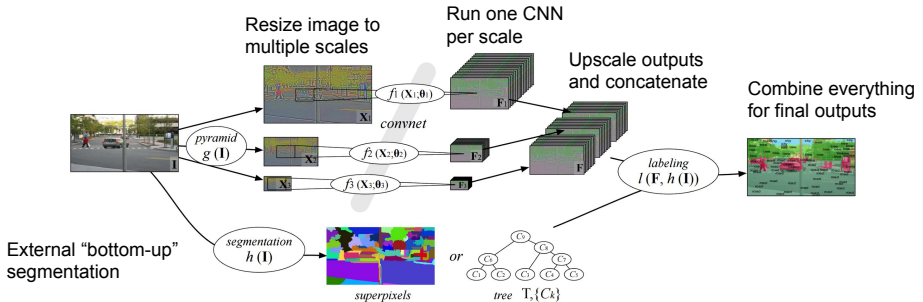 Resize image to
multiple scales
Run one CNN
per scale
Upscale outputs
and concatenate
Combine everything
for final outputs
X1
f1 (X1;θ1)
F1
convnet
I
pyramid
g (I)
X2
f2 (X2;θ2)
F2
F
X3
f3 (X3;θ3)
F3
labeling
l (F, h (I))
External “bottom-up”
segmentation
segmentation
h (I)
superpixels
or
C9
C6
C8
C7
C1
C2
C3
C4
C5
tree T,{Ck}